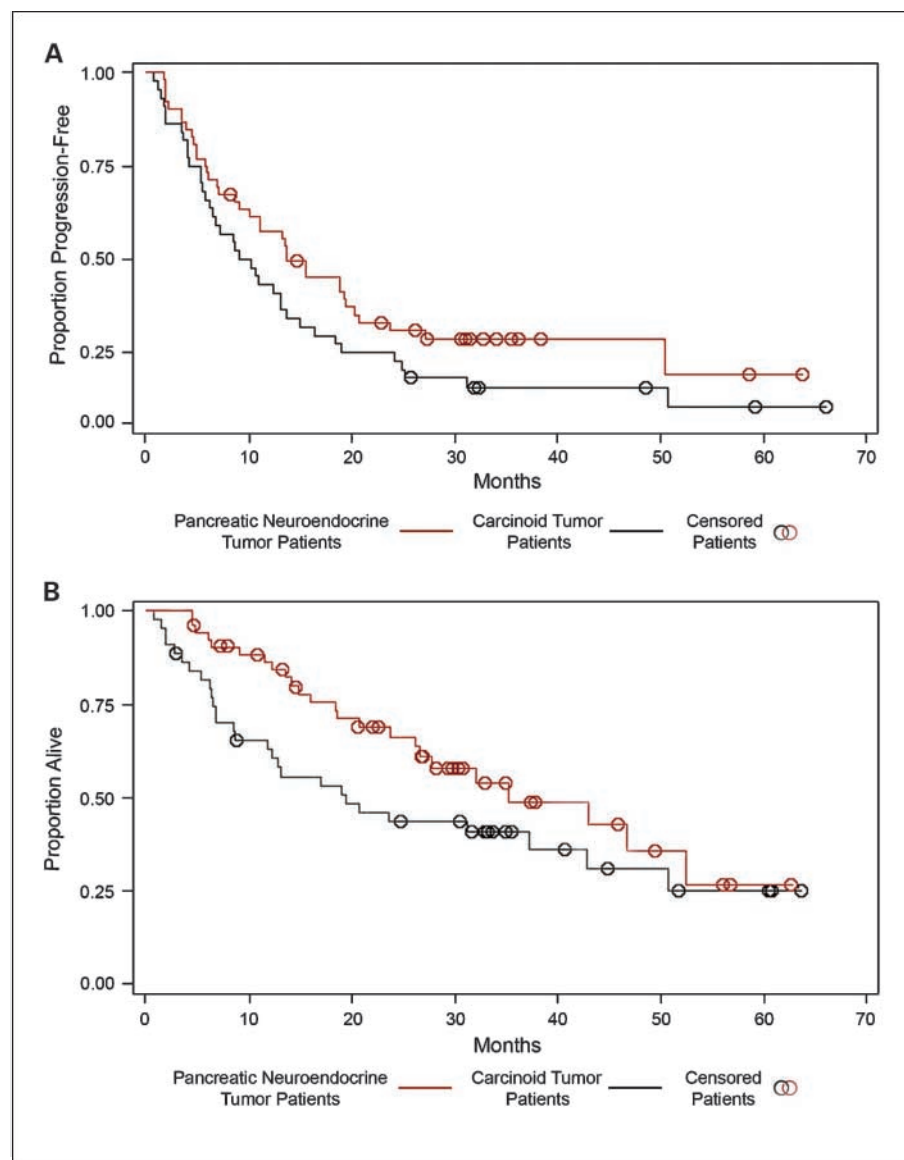 A
1.00
0.75
0.50
0.25
0.00
Proportion Progression-Free
0 10 20 30 40 50 60 70
Months
Pancreatic Neuroendocrine Carcinoid Tumor Censored
Tumor Patients Patients Patients
B
1.00
0.75
0.50
0.25
0.00
Proportion Alive
0 10 20 30 40 50 60 70
Months
Pancreatic Neuroendocrine Carcinoid Tumor Censored
Tumor Patients Patients Patients